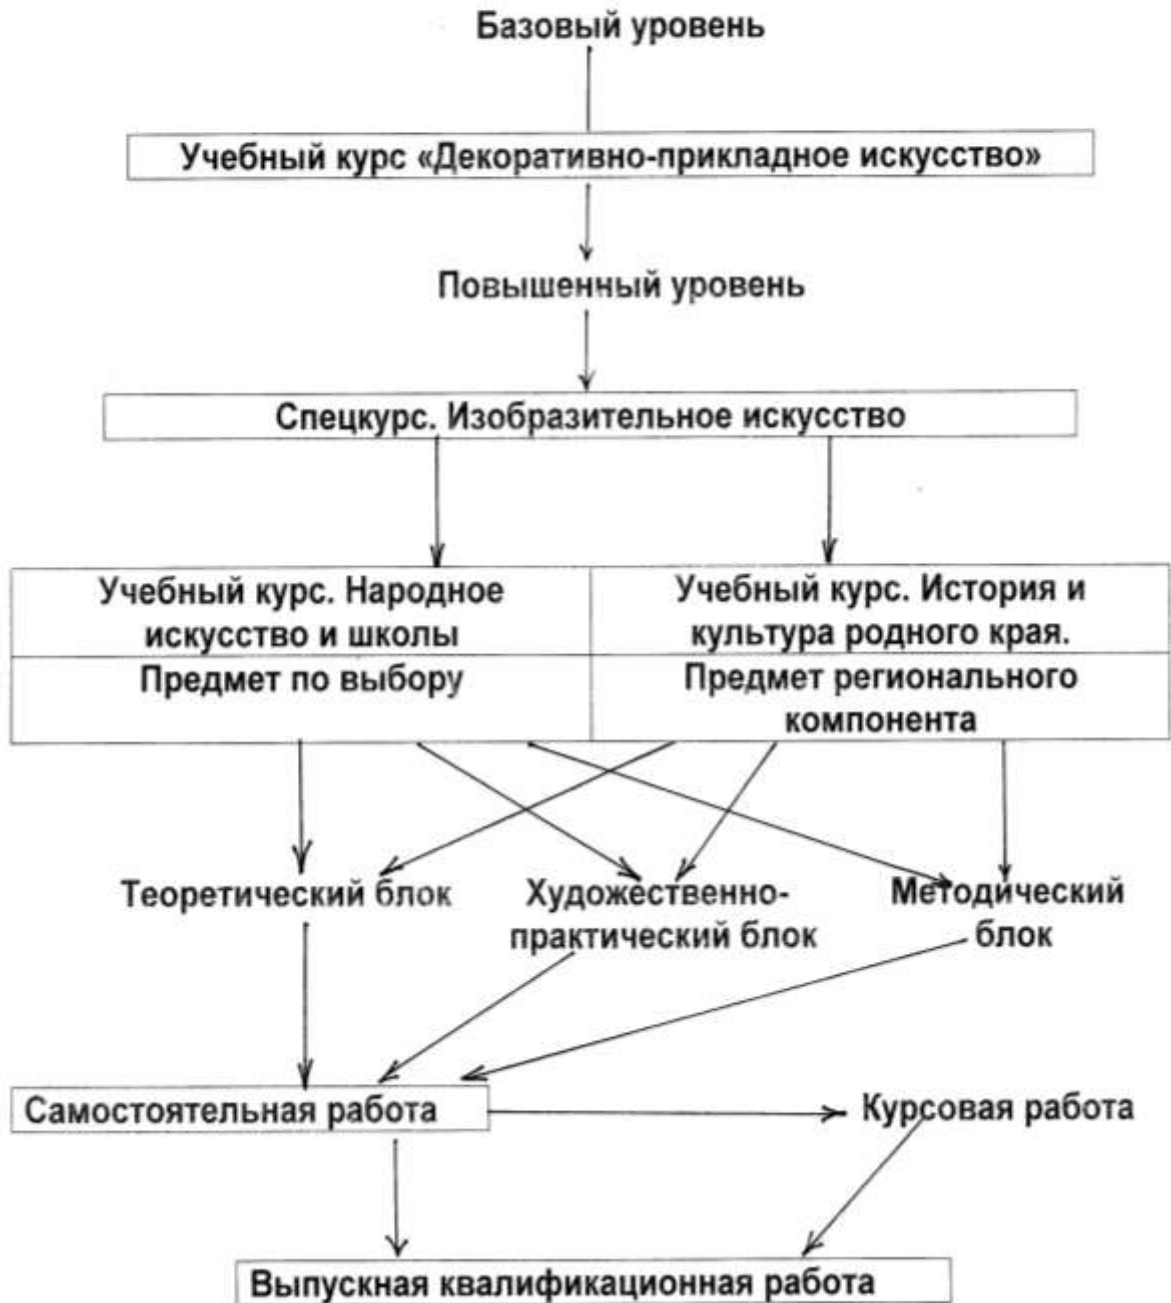 Базовый уровень
Учебный курс «Декоративно-прикладное искусство»
Повышенный уровень
Спецкурс. Изобразительное искусство
Учебный курс. Народное
искусство и школы
Учебный курс. История и
культура родного края.
Предмет по выбору
Предмет регионального
компонента
Теоретический блок
Художественно-
практический блок
Методический
блок
Самостоятельная работа
Курсовая работа
Выпускная квалификационная работа